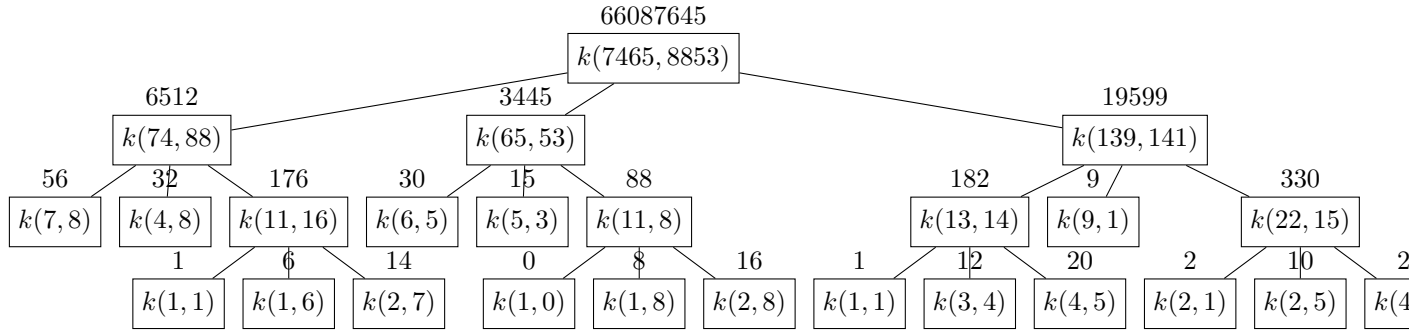 66087645
k(7465, 8853)
6512 3445 19599
k(74, 88) k(65, 53) k(139, 141)
56 32 176 30 15 88 182 9 330
k(7, 8) k(4, 8) k(11, 16) k(6, 5) k(5, 3) k(11, 8) k(13, 14) k(9, 1) k(22, 15)
1 6 14 0 8 16 1 12 20 2 10 2
k(1, 1) k(1, 6) k(2, 7) k(1, 0) k(1, 8) k(2, 8) k(1, 1) k(3, 4) k(4, 5) k(2, 1) k(2, 5) k(4